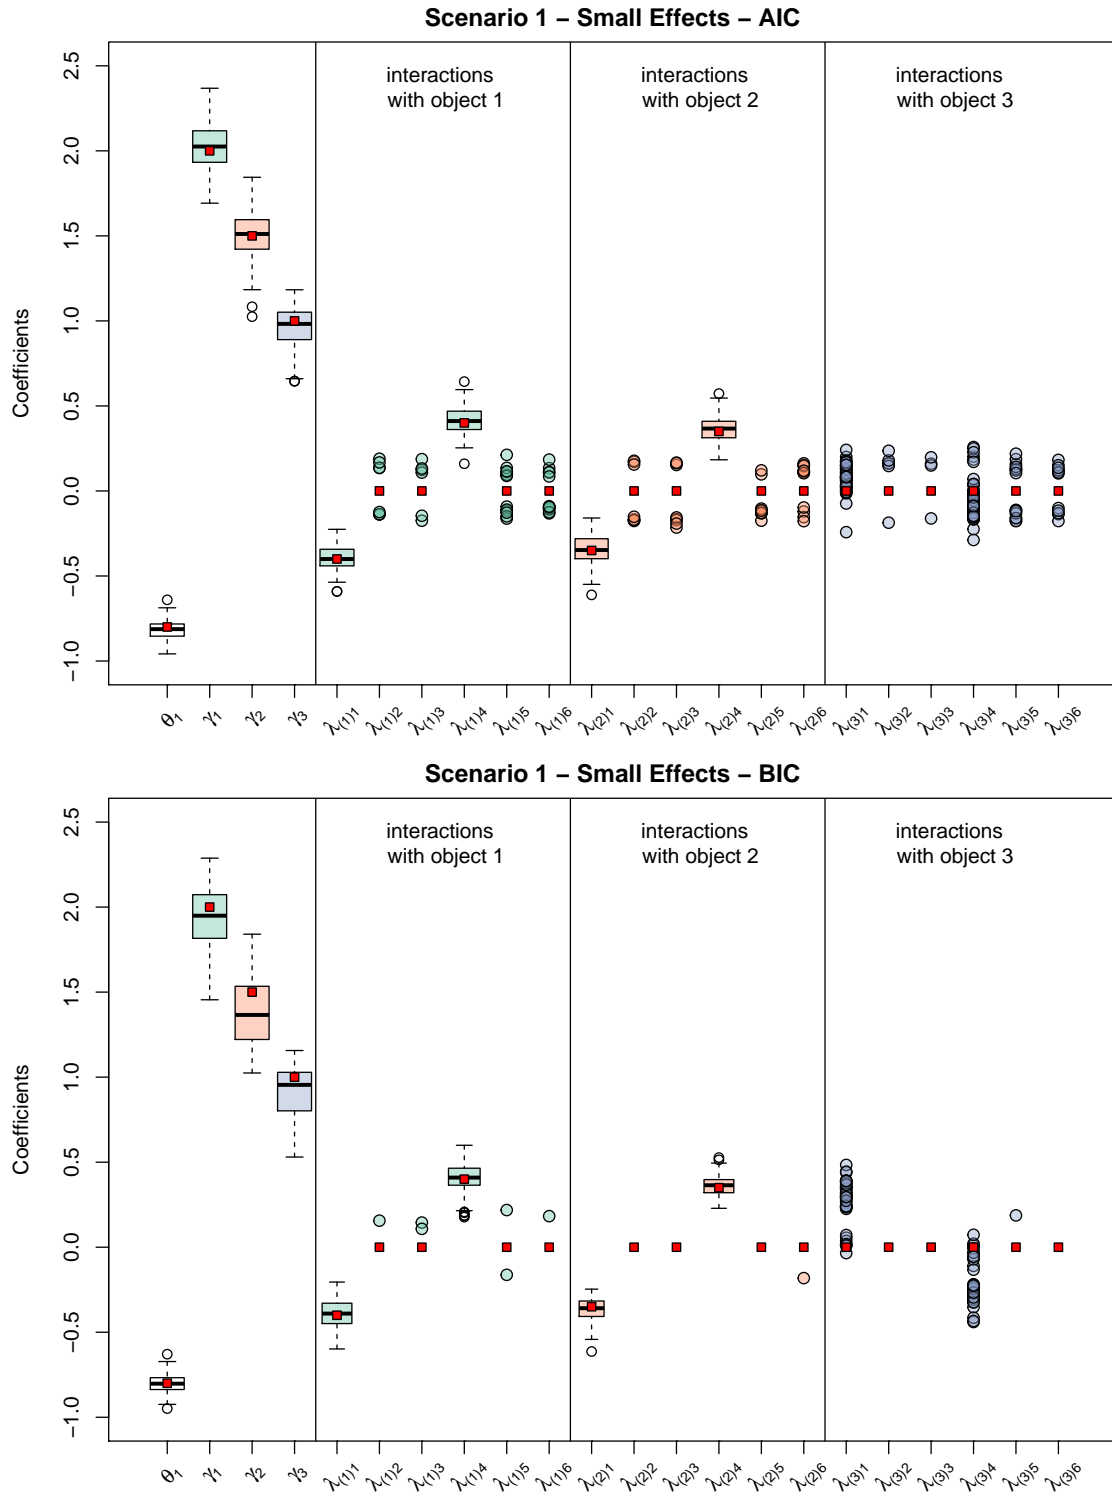 Scenario 1 – Small Effects – AIC
interactions
with object 1
interactions
with object 2
interactions
with object 3
Coefficients
2.5
2.0
1.5
1.0
0.5
0.0
−0.5
−1.0
θ1 γ1 γ2 γ3 λ(1)1 λ(1)2 λ(1)3 λ(1)4 λ(1)5 λ(1)6 λ(2)1 λ(2)2 λ(2)3 λ(2)4 λ(2)5 λ(2)6 λ(3)1 λ(3)2 λ(3)3 λ(3)4 λ(3)5 λ(3)6
Scenario 1 – Small Effects – BIC
interactions
with object 1
interactions
with object 2
interactions
with object 3
Coefficients
2.5
2.0
1.5
1.0
0.5
0.0
−0.5
−1.0
θ1 γ1 γ2 γ3 λ(1)1 λ(1)2 λ(1)3 λ(1)4 λ(1)5 λ(1)6 λ(2)1 λ(2)2 λ(2)3 λ(2)4 λ(2)5 λ(2)6 λ(3)1 λ(3)2 λ(3)3 λ(3)4 λ(3)5 λ(3)6